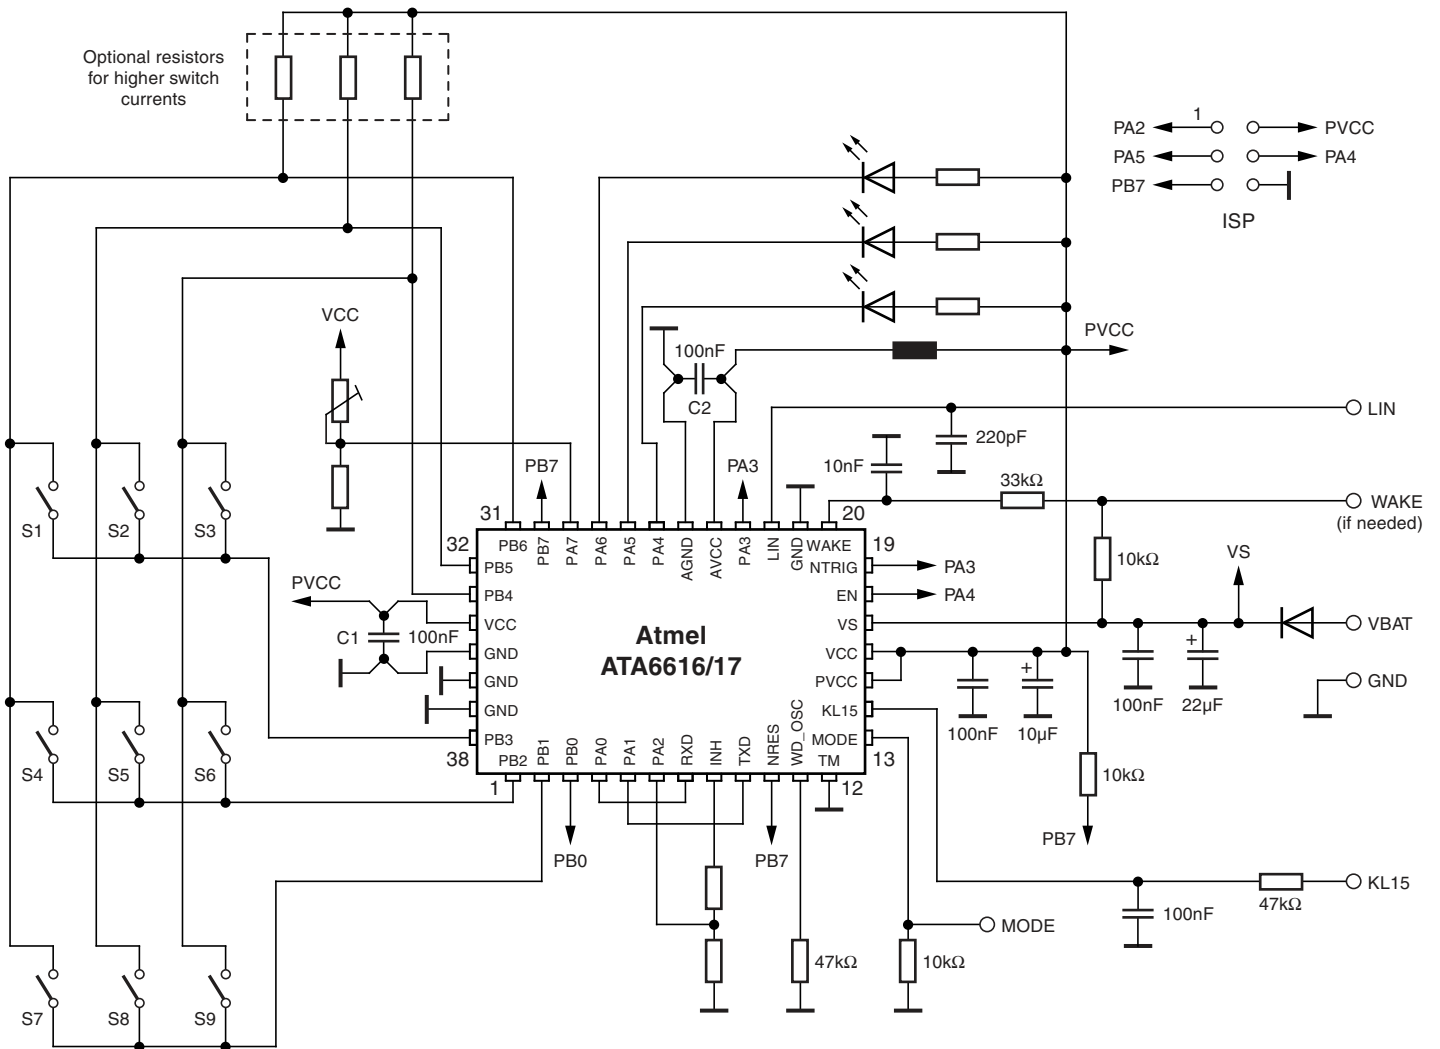 Optional resistors
for higher switch
currents
1
PA2
PVCC
PA5
PA4
PB7
ISP
VCC
PVCC
100nF
C2
LIN
220pF
10nF
PB7
PA3
33kΩ
WAKE
(if needed)
S1
S2
S3
31
20
PB6
PB7
PA7
PA6
PA5
PA4
AGND
AVCC
PA3
LIN
GND
WAKE
32
19
PB5
NTRIG
PA3
10kΩ
VS
PVCC
PB4
EN
PA4
C1
100nF
VCC
Atmel
ATA6616/17
VS
VBAT
GND
VCC
+
+
GND
PVCC
GND
100nF
22µF
GND
KL15
100nF
10µF
PB3
MODE
38
13
PB2
PB1
PB0
PA0
PA1
PA2
RXD
INH
TXD
NRES
WD_OSC
TM
S4
S5
S6
1
12
10kΩ
PB0
PB7
PB7
KL15
47kΩ
100nF
MODE
47kΩ
10kΩ
S7
S8
S9